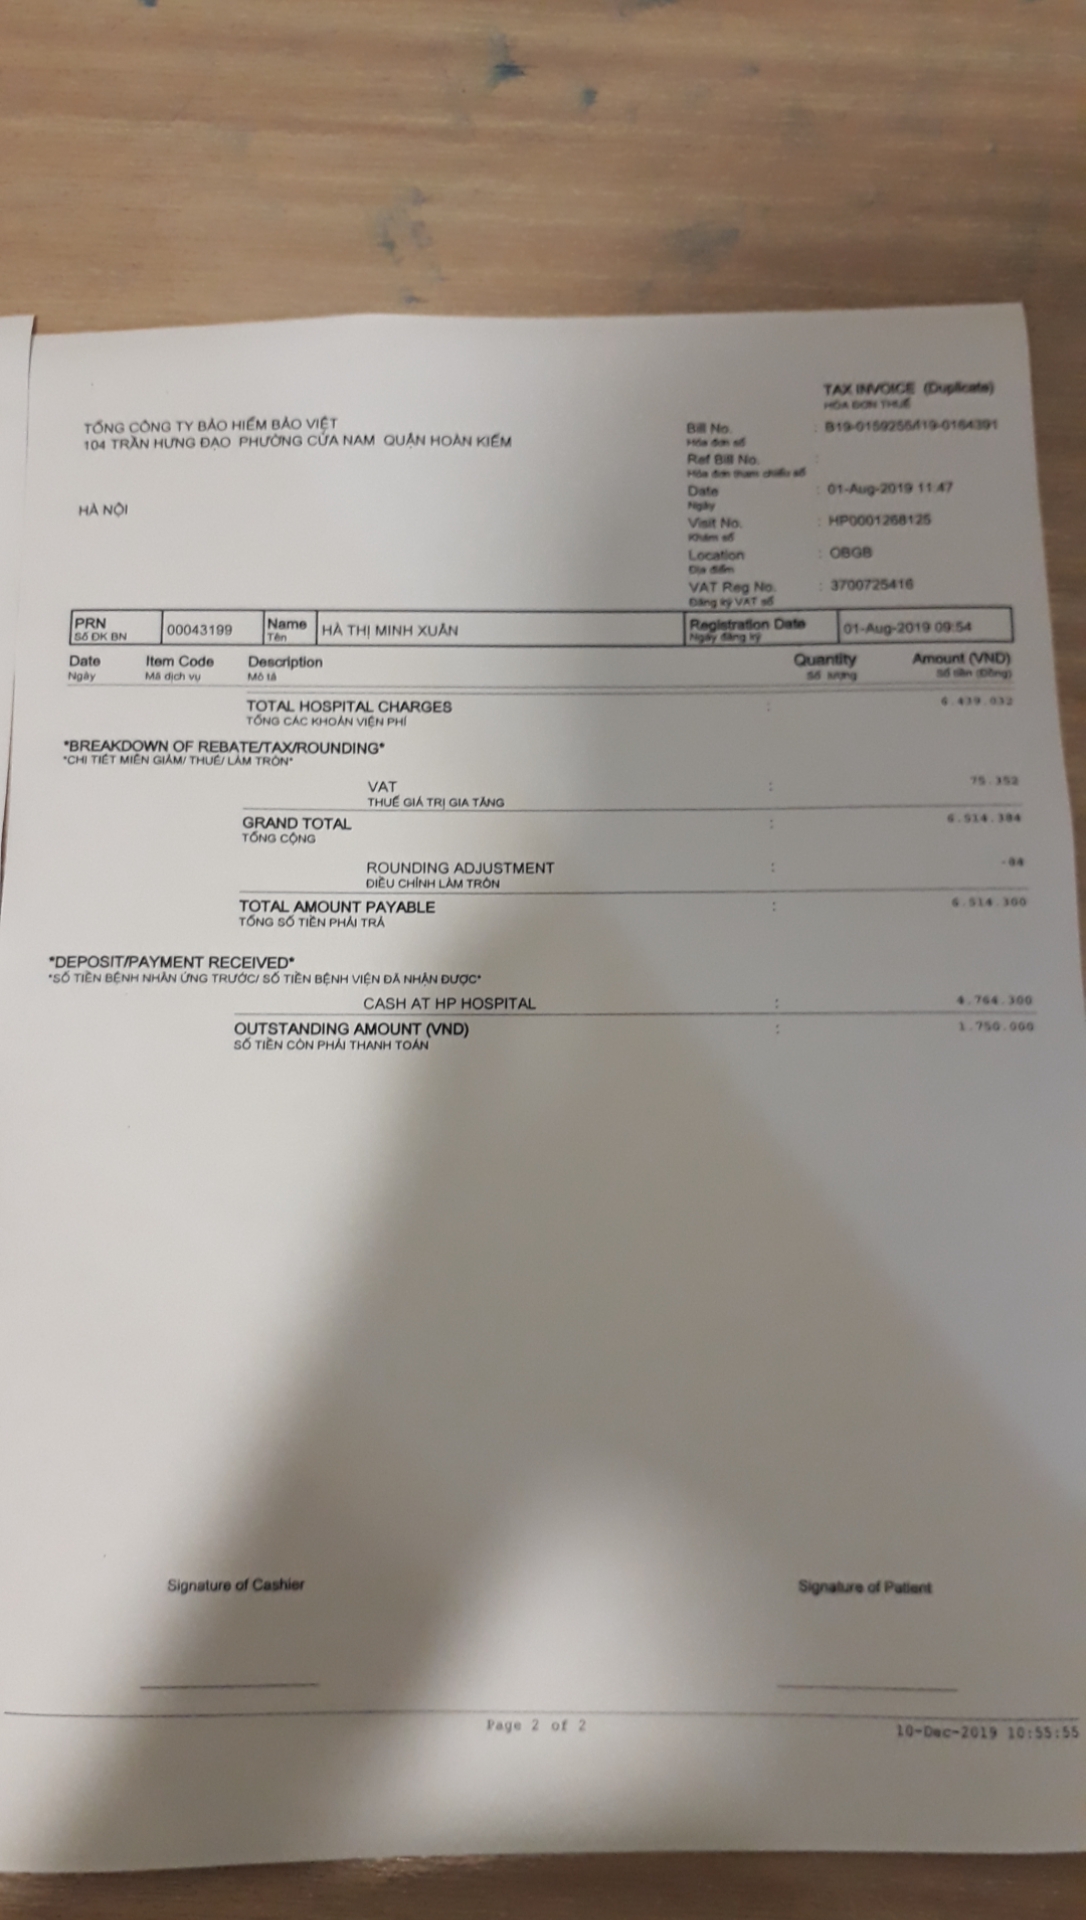 TAX INVOICE (Duplicate)
HÓA ĐƠN THUẾ
TỔNG CÔNG TY BẢO HIỂM BẢO VIỆT
104 TRẦN HƯNG ĐẠO PHƯỜNG CỬA NAM QUẬN HOÀN KIẾM
HÀ NỘI
Bill No. : B19-0159255/I19-0164391
Hóa đơn số
Ref Bill No. :
Hóa đơn tham chiếu số
Date : 01-Aug-2019 11:47
Ngày
Visit No. : HP0001268125
Khám số
Location : OBGB
Địa điểm
VAT Reg No. : 3700725416
Đăng ký VAT số
PRN 00043199 Name HÀ THỊ MINH XUÂN Registration Date 01-Aug-2019 09:54
Số ĐK BN Tên Ngày đăng ký
Date Item Code Description Quantity Amount (VND)
Ngày Mã dịch vụ Mô tả Số lượng Số tiền (Đồng)
TOTAL HOSPITAL CHARGES : 6.439.032
TỔNG CÁC KHOẢN VIỆN PHÍ
*BREAKDOWN OF REBATE/TAX/ROUNDING*
*CHI TIẾT MIỄN GIẢM/ THUẾ/ LÀM TRÒN*
VAT : 75.352
THUẾ GIÁ TRỊ GIA TĂNG
GRAND TOTAL : 6.514.384
TỔNG CỘNG
ROUNDING ADJUSTMENT : -84
ĐIỀU CHỈNH LÀM TRÒN
TOTAL AMOUNT PAYABLE : 6.514.300
TỔNG SỐ TIỀN PHẢI TRẢ
*DEPOSIT/PAYMENT RECEIVED*
*SỐ TIỀN BỆNH NHÂN ỨNG TRƯỚC/ SỐ TIỀN BỆNH VIỆN ĐÃ NHẬN ĐƯỢC*
CASH AT HP HOSPITAL : 4.764.300
OUTSTANDING AMOUNT (VND) : 1.750.000
SỐ TIỀN CÒN PHẢI THANH TOÁN
Signature of Cashier Signature of Patient
Page 2 of 2
10-Dec-2019 10:55:55